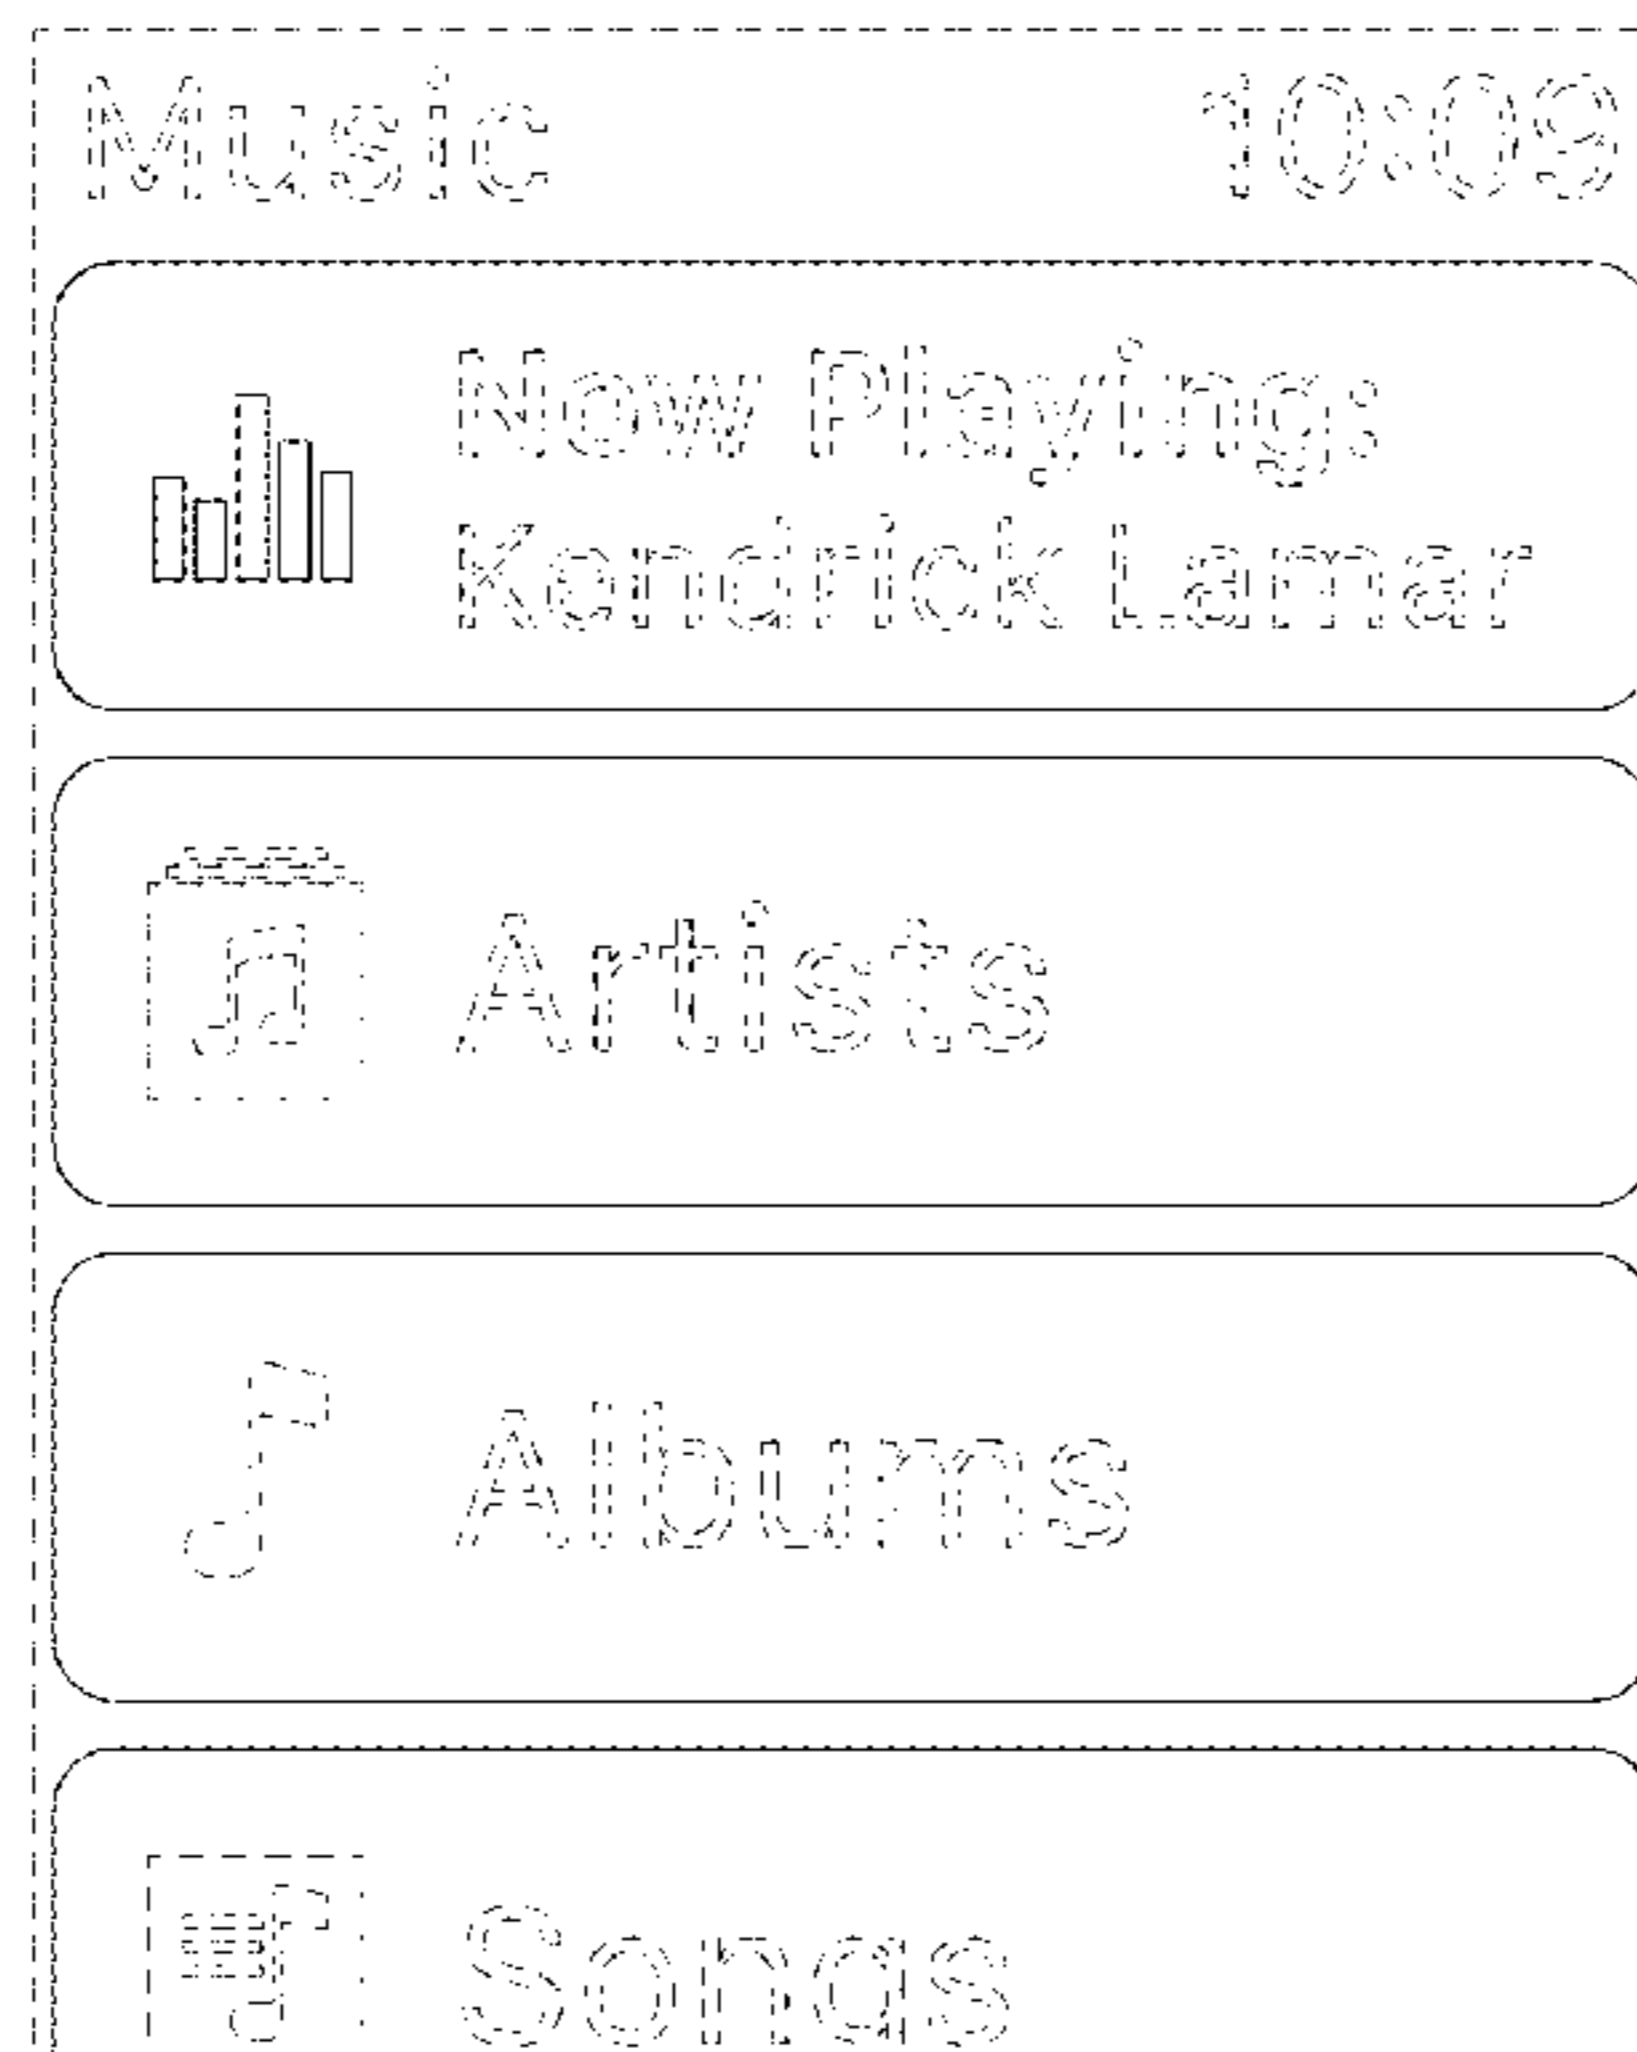 Music 10:09
Now Playing:
Kendrick Lamar
Artists
Albums
Songs